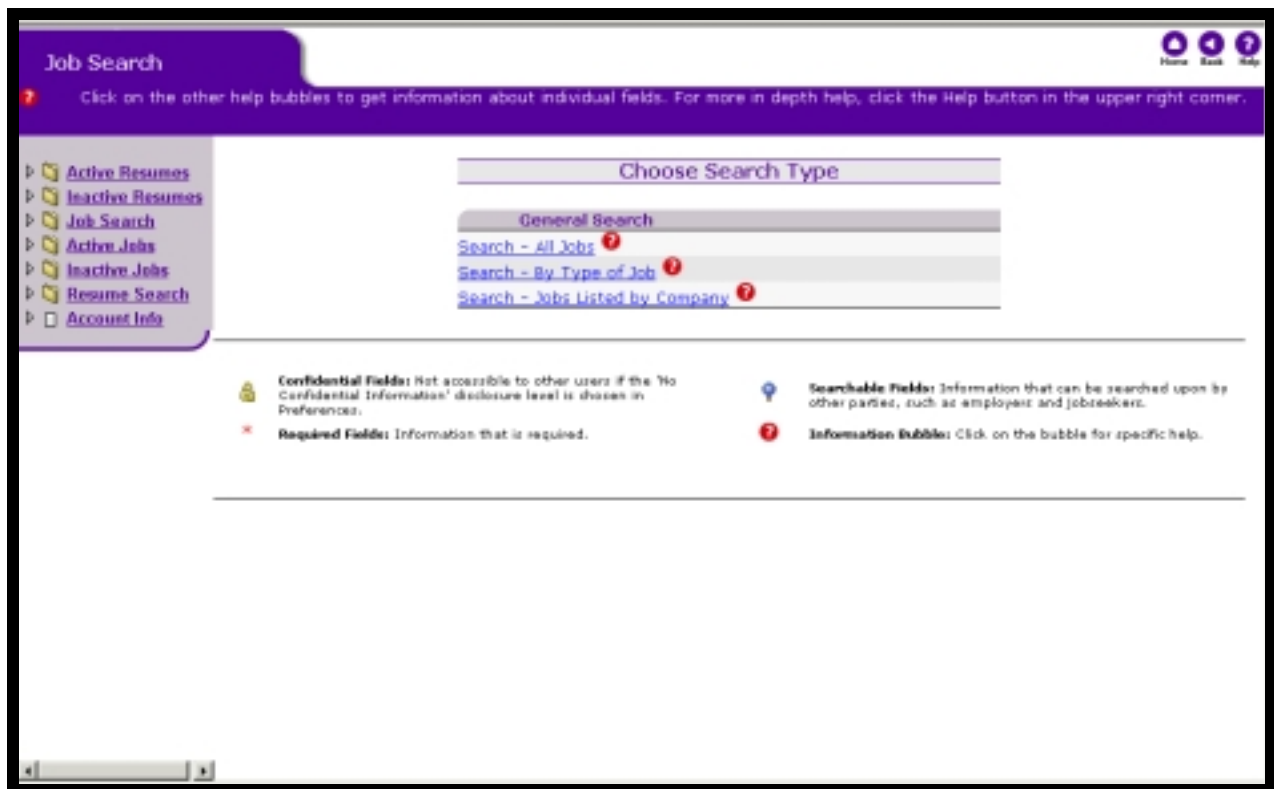 Job Search
Home Back Help
Click on the other help bubbles to get information about individual fields. For more in depth help, click the Help button in the upper right corner.
Active Resumes
Inactive Resumes
Job Search
Active Jobs
Inactive Jobs
Resume Search
Account Info
Choose Search Type
General Search
Search - All Jobs ?
Search - By Type of Job ?
Search - Jobs Listed by Company ?
Confidential Fields: Not accessible to other users if the 'No
Confidential Information' disclosure level is chosen in
Preferences.
* Required Fields: Information that is required.
Searchable Fields: Information that can be searched upon by
other parties, such as employers and jobseekers.
? Information Bubble: Click on the bubble for specific help.